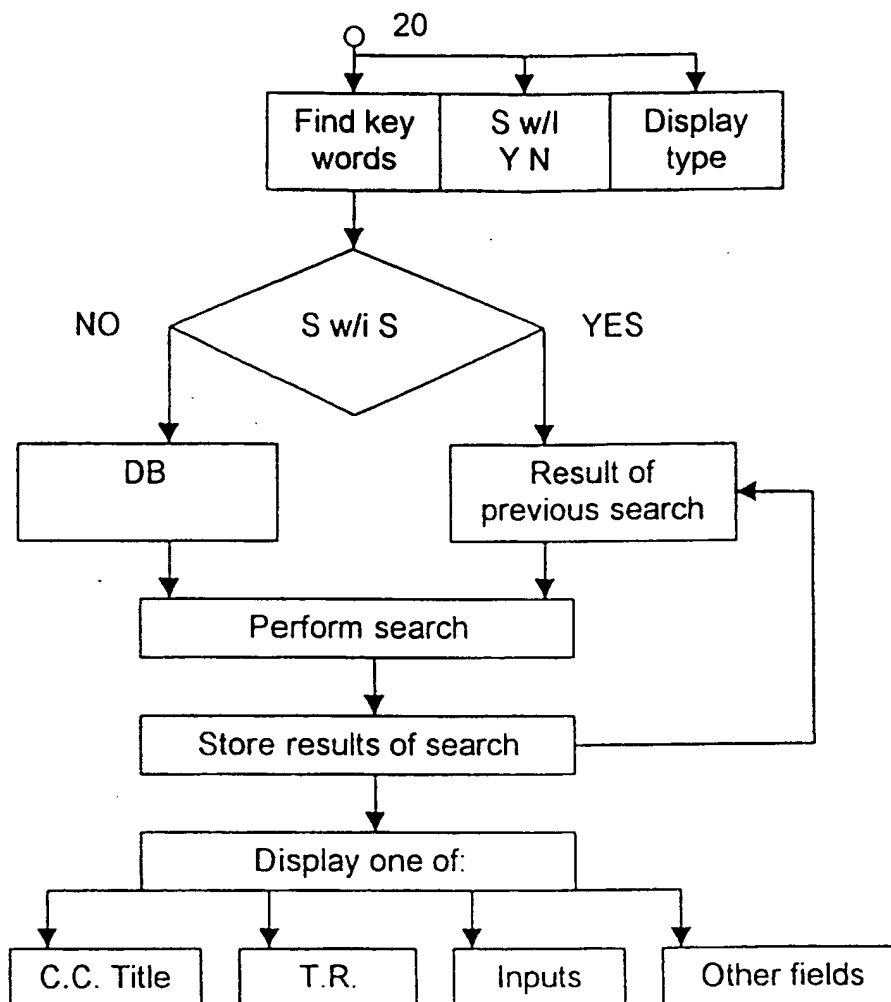 20
Find key
words
S w/I
Y N
Display
type
NO
S w/i S
YES
DB
Result of
previous search
Perform search
Store results of search
Display one of:
C.C. Title
T.R.
Inputs
Other fields